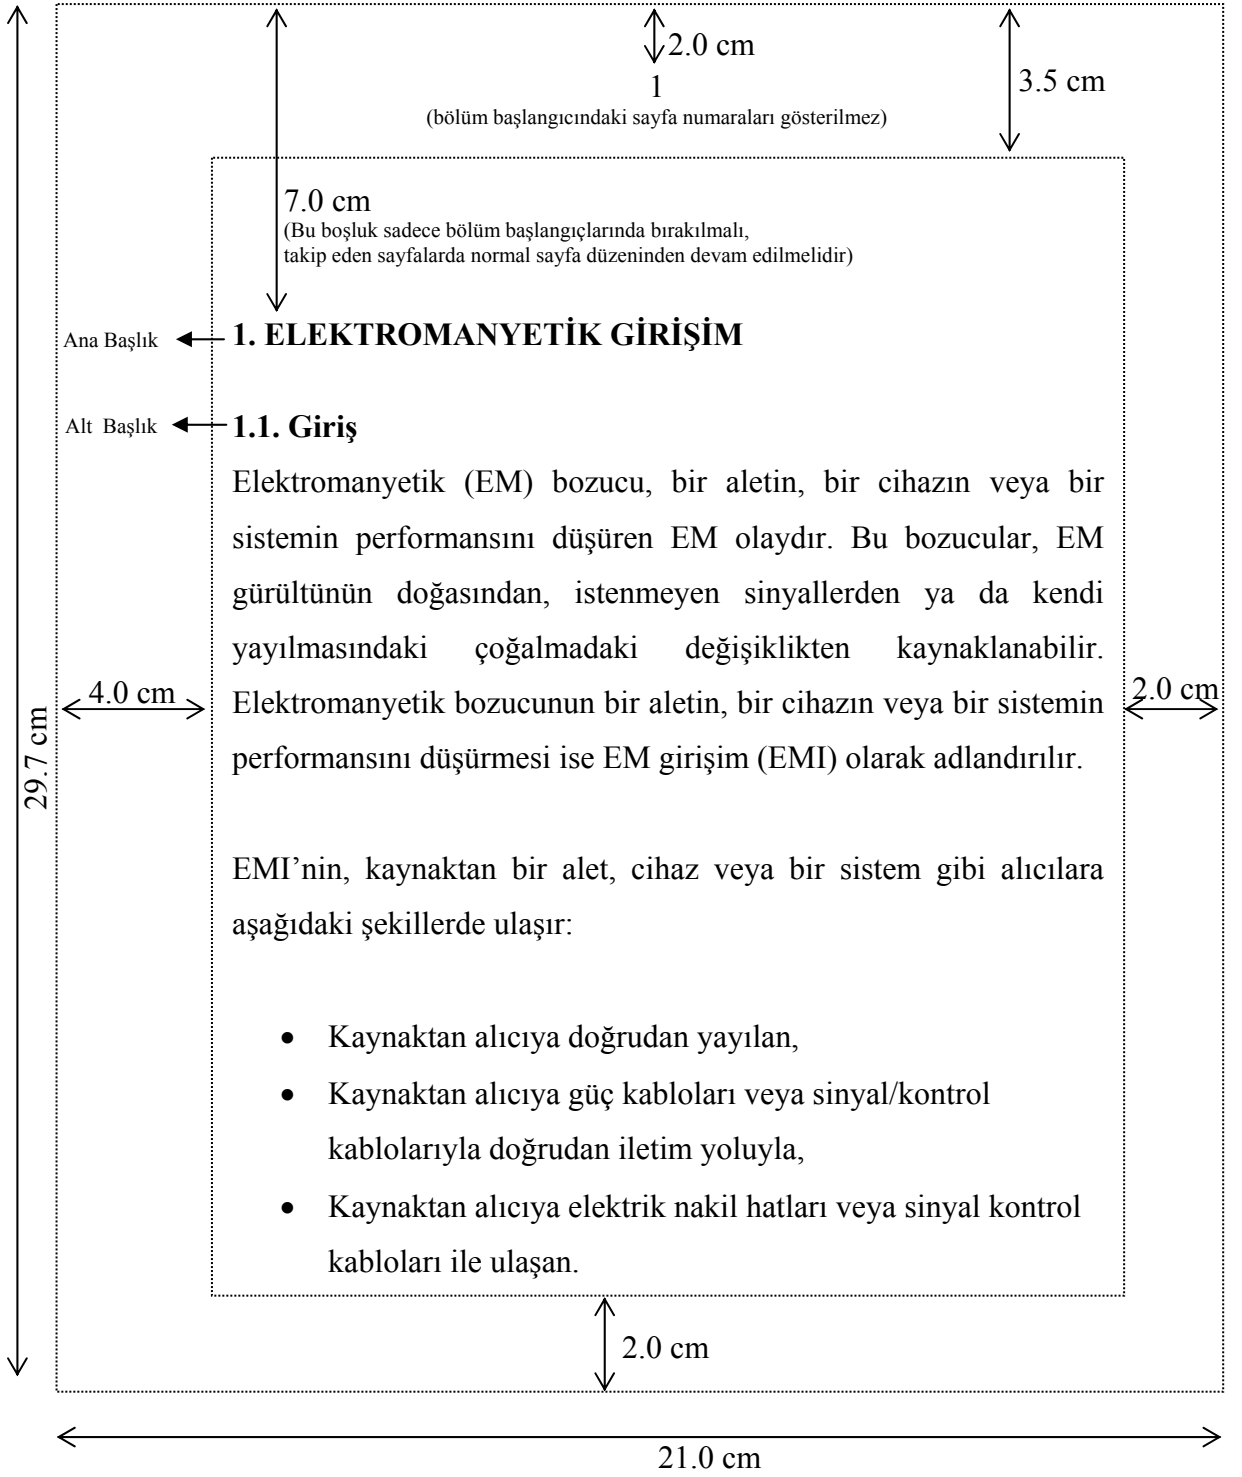 2.0 cm
1
(bölüm başlangıcındaki sayfa numaraları gösterilmez)
3.5 cm
7.0 cm
(Bu boşluk sadece bölüm başlangıçlarında bırakılmalı,
takip eden sayfalarda normal sayfa düzeninden devam edilmelidir)
Ana Başlık
1. ELEKTROMANYETİK GİRİŞİM
Alt Başlık
1.1. Giriş
Elektromanyetik (EM) bozucu, bir aletin, bir cihazın veya bir
sistemin performansını düşüren EM olaydır. Bu bozucular, EM
gürültünün doğasından, istenmeyen sinyallerden ya da kendi
yayılmasındaki çoğalmadaki değişiklikten kaynaklanabilir.
Elektromanyetik bozucunun bir aletin, bir cihazın veya bir sistemin
performansını düşürmesi ise EM girişim (EMI) olarak adlandırılır.
4.0 cm
2.0 cm
29.7 cm
EMI’nin, kaynaktan bir alet, cihaz veya bir sistem gibi alıcılara
aşağıdaki şekillerde ulaşır:
• Kaynaktan alıcıya doğrudan yayılan,
• Kaynaktan alıcıya güç kabloları veya sinyal/kontrol
kablolarıyla doğrudan iletim yoluyla,
• Kaynaktan alıcıya elektrik nakil hatları veya sinyal kontrol
kabloları ile ulaşan.
2.0 cm
21.0 cm